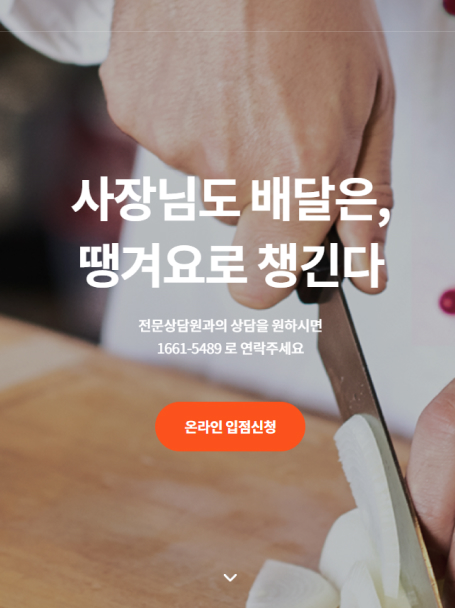 사장님도 배달은,
땡겨요로 챙긴다
전문상담원과의 상담을 원하시면
1661-5489 로 연락주세요
온라인 입점신청